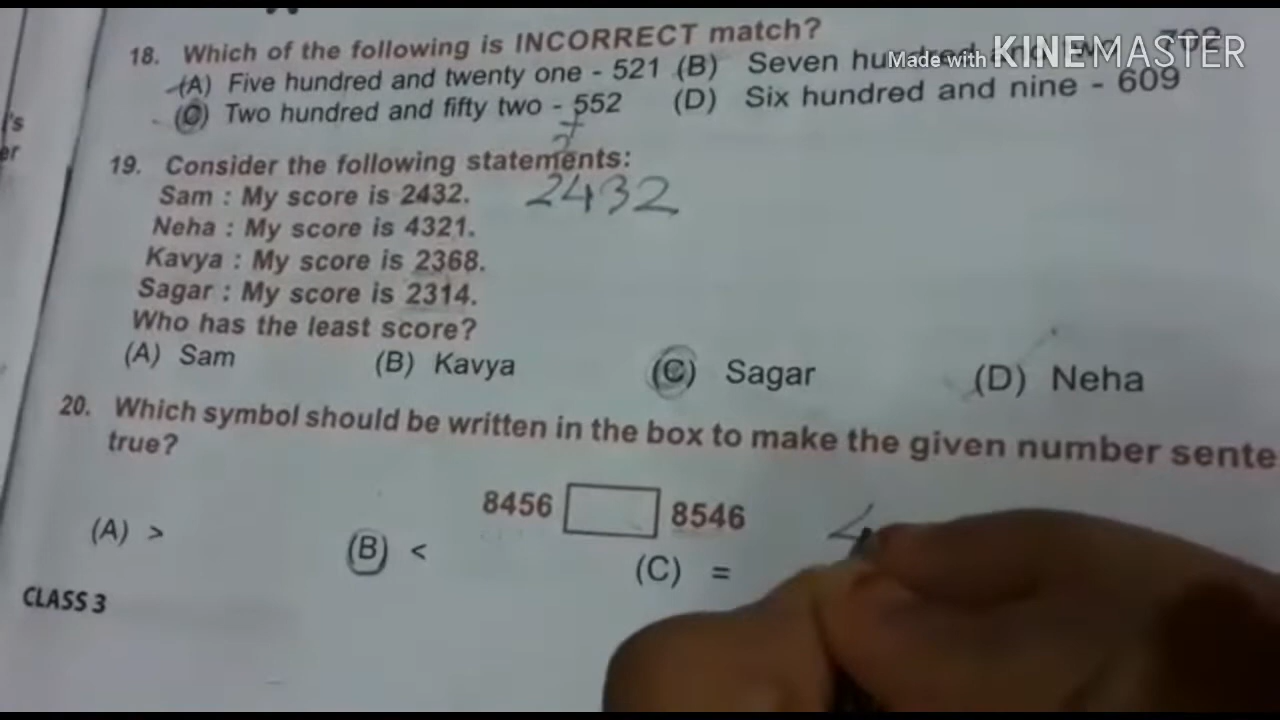 18. Which of the following is INCORRECT match?
(A) Five hundred and twenty one - 521 (B) Seven hundred and 702
(C) Two hundred and fifty two - 552 (D) Six hundred and nine - 609
19. Consider the following statements:
Sam : My score is 2432. 2432
Neha : My score is 4321.
Kavya : My score is 2368.
Sagar : My score is 2314.
Who has the least score?
(A) Sam (B) Kavya (C) Sagar (D) Neha
20. Which symbol should be written in the box to make the given number sente
true?
8456 8546
(A) > (B) < (C) =
CLASS 3
Made with KINEMASTER